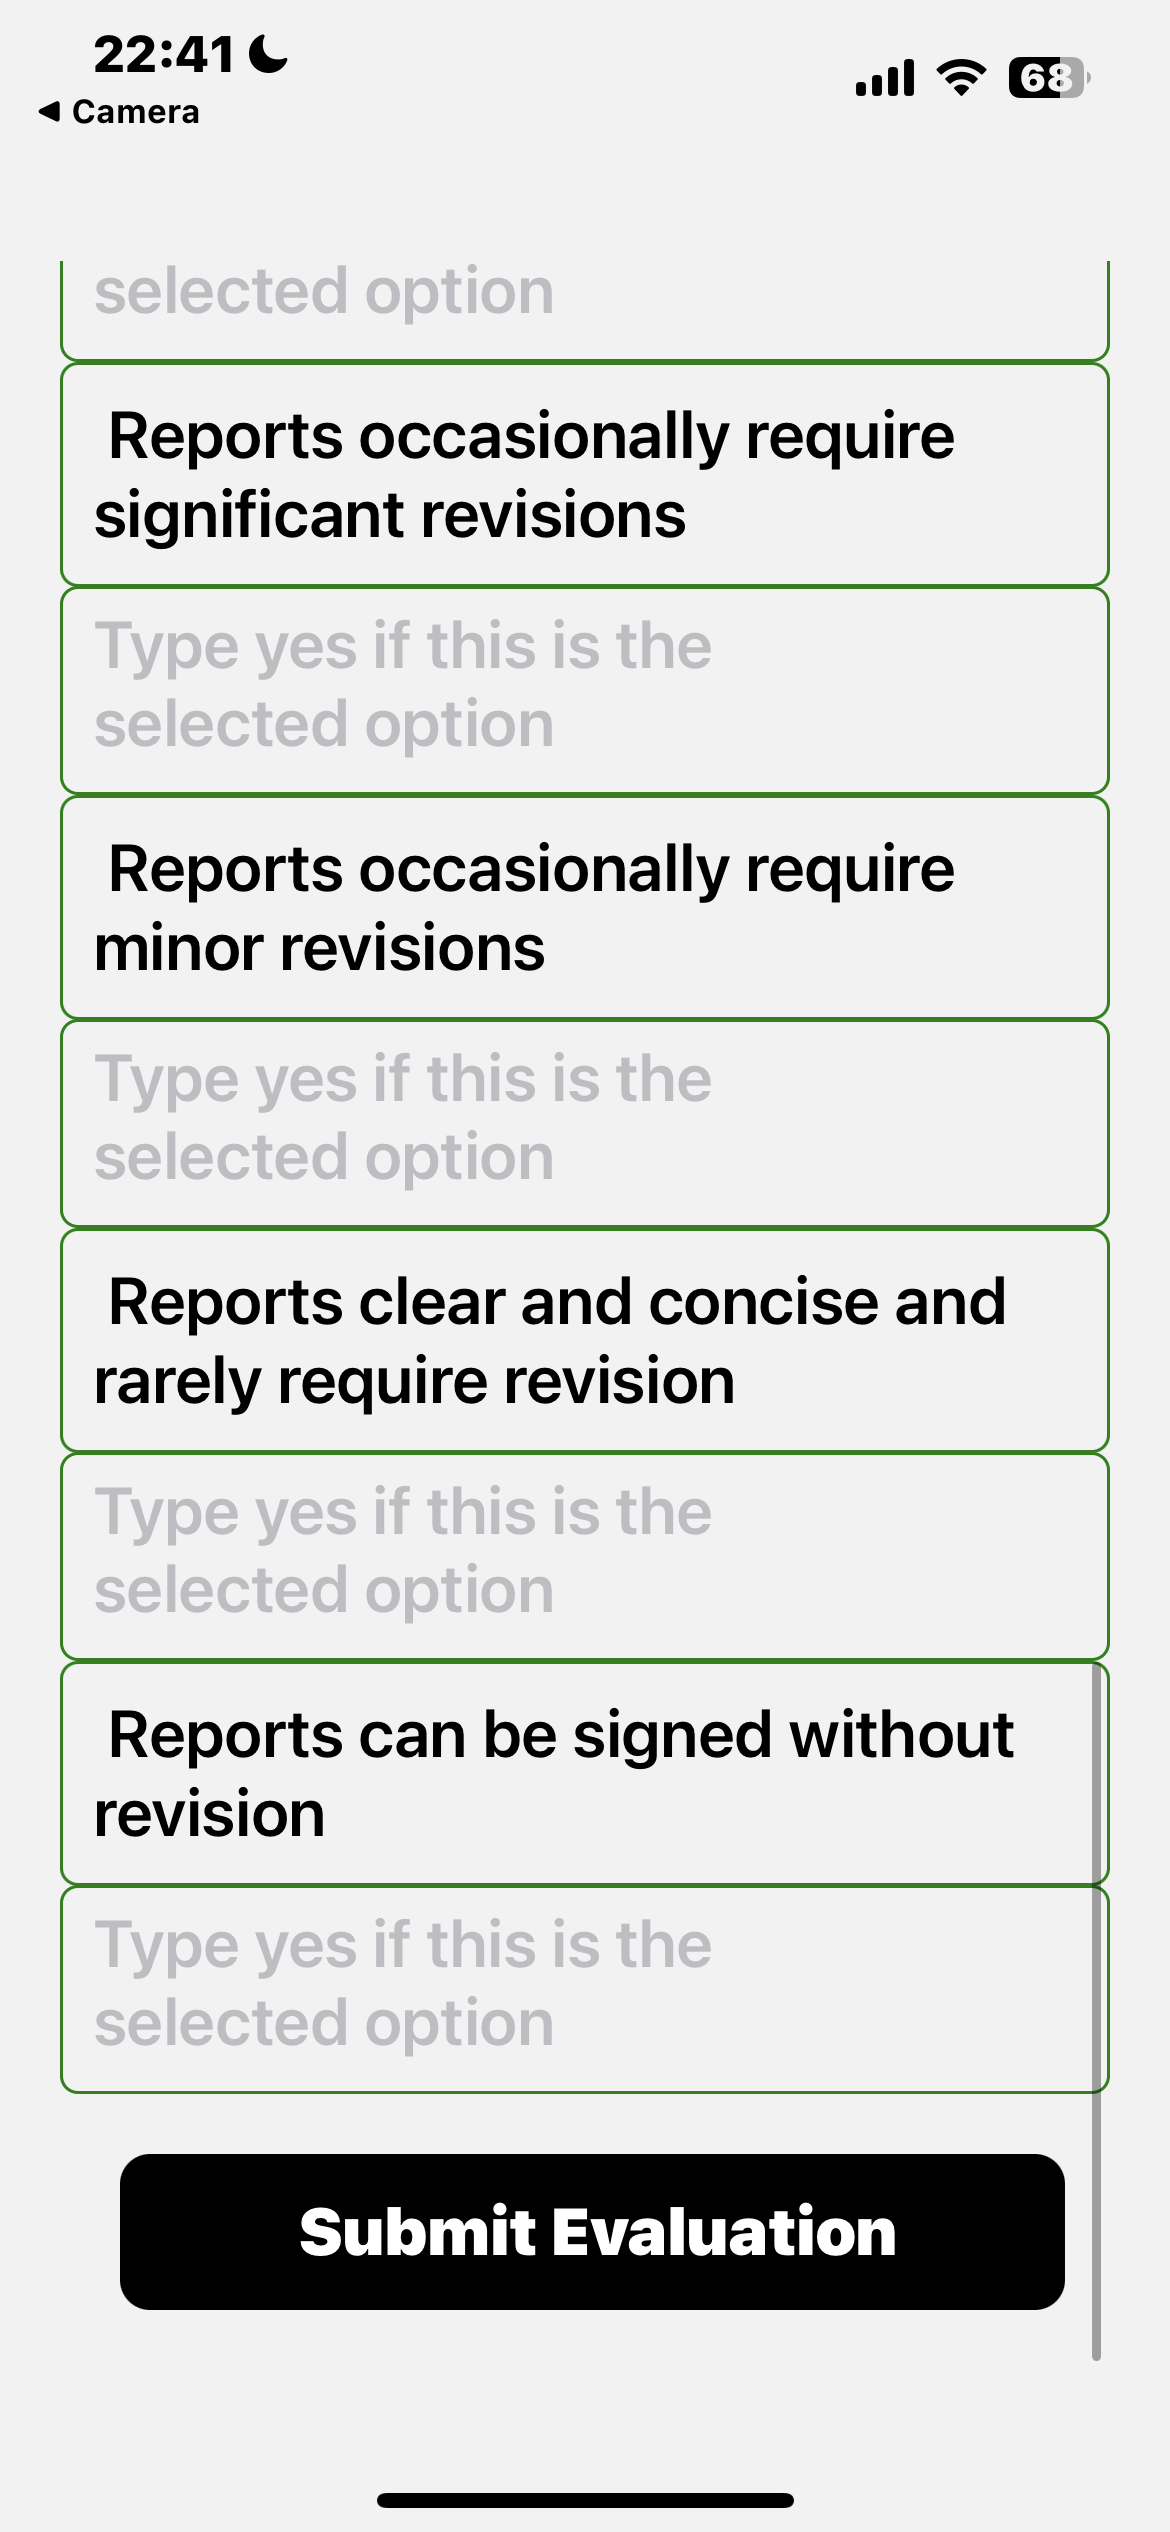 22:41
Camera
68
selected option
Reports occasionally require
significant revisions
Type yes if this is the
selected option
Reports occasionally require
minor revisions
Type yes if this is the
selected option
Reports clear and concise and
rarely require revision
Type yes if this is the
selected option
Reports can be signed without
revision
Type yes if this is the
selected option
Submit Evaluation